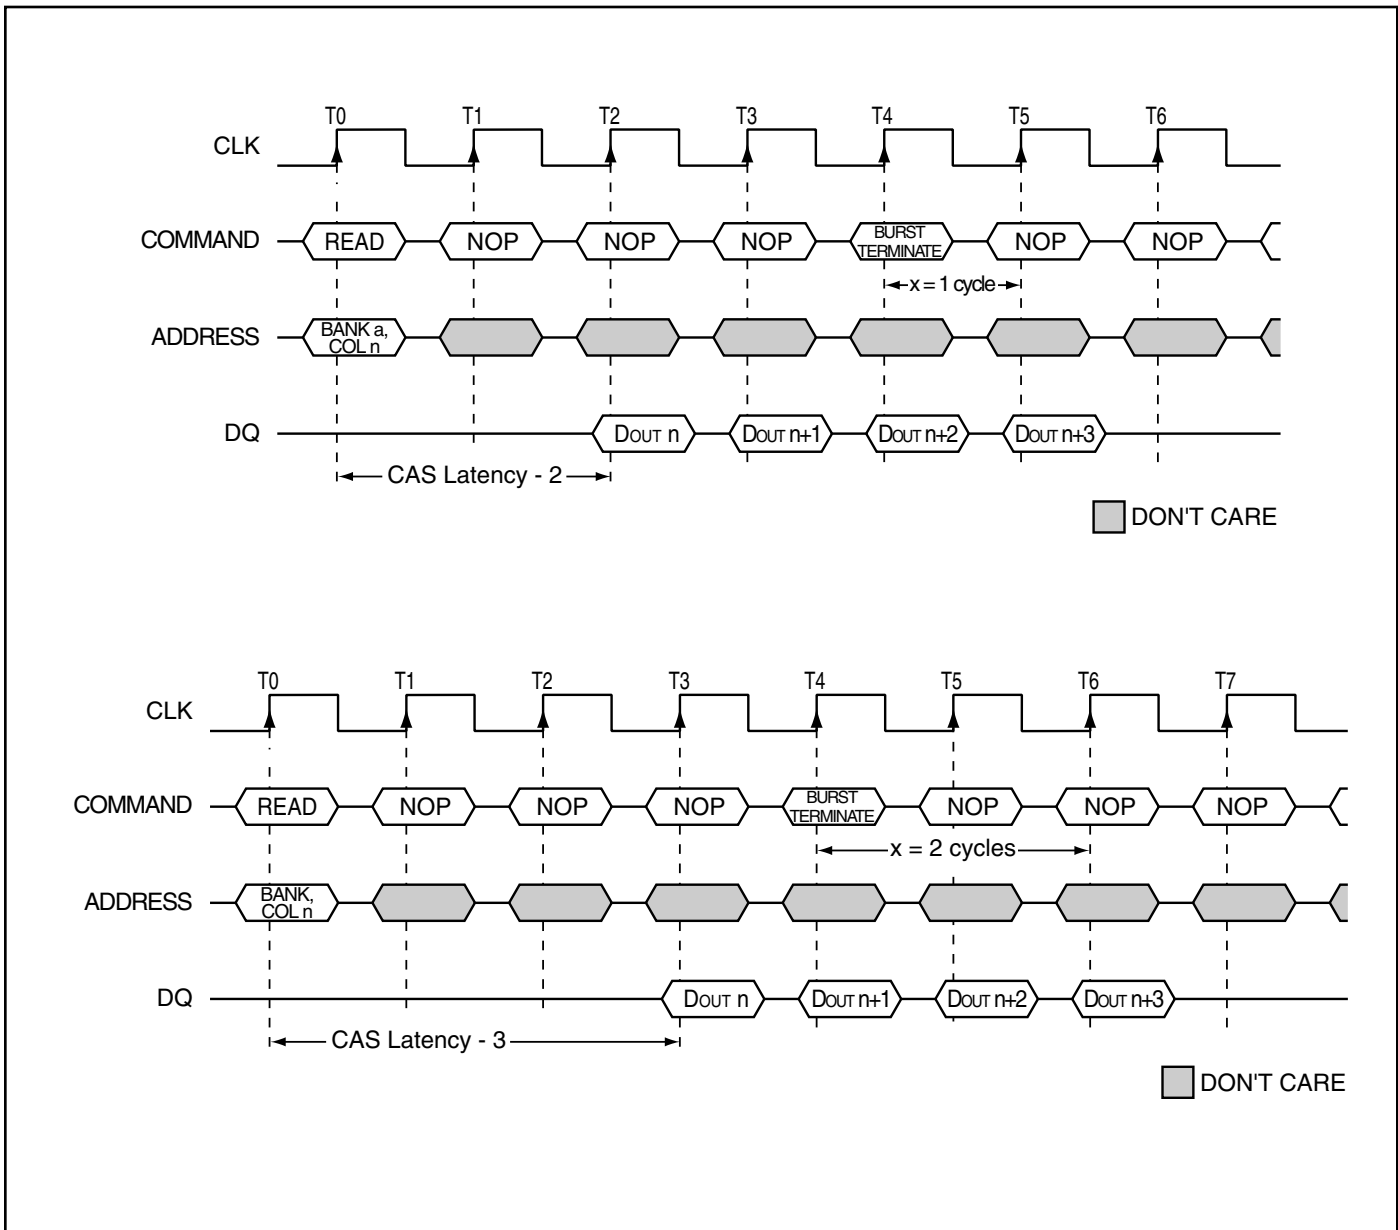 T0 T1 T2 T3 T4 T5 T6
CLK
COMMAND READ NOP NOP NOP BURST TERMINATE NOP NOP
x = 1 cycle
ADDRESS BANK a, COL n
DQ DOUT n DOUT n+1 DOUT n+2 DOUT n+3
CAS Latency - 2
DON'T CARE
T0 T1 T2 T3 T4 T5 T6 T7
CLK
COMMAND READ NOP NOP NOP BURST TERMINATE NOP NOP NOP
x = 2 cycles
ADDRESS BANK, COL n
DQ DOUT n DOUT n+1 DOUT n+2 DOUT n+3
CAS Latency - 3
DON'T CARE